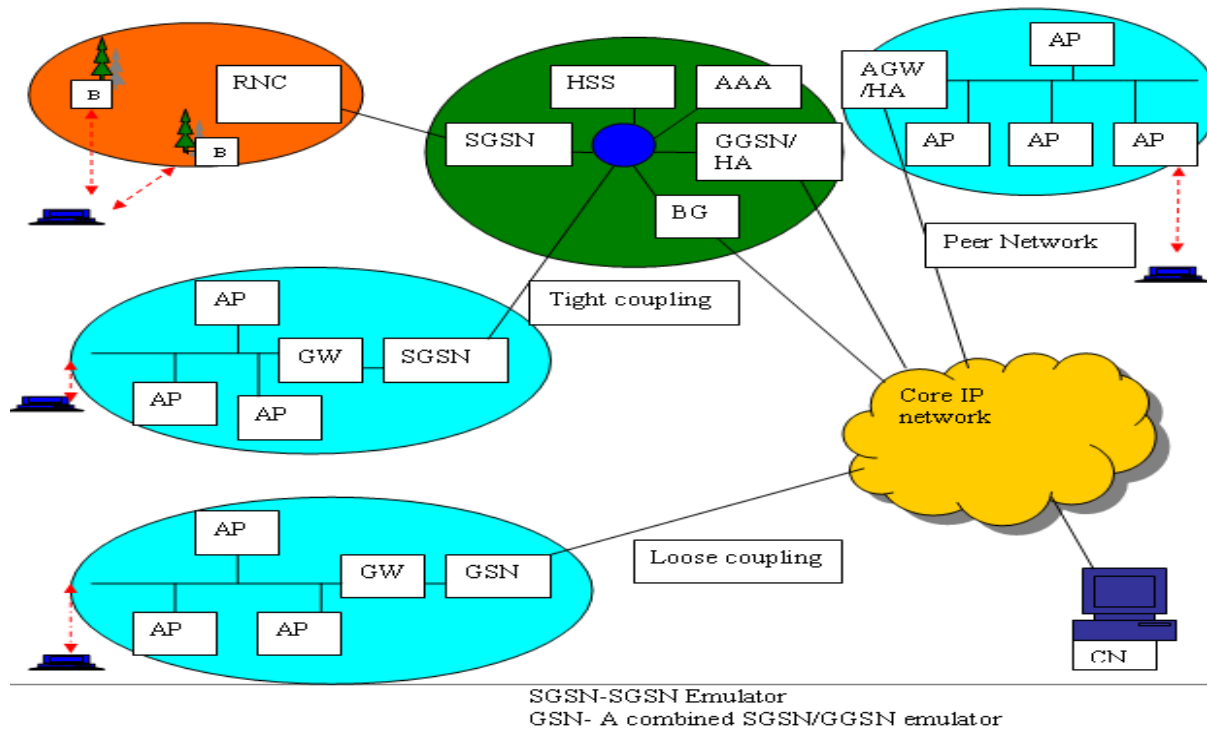 B
B
RNC
HSS
AAA
SGSN
GGSN/
HA
BG
AGW
/HA
AP
AP
AP
AP
Peer Network
Tight coupling
AP
GW
SGSN
AP
AP
Core IP
network
AP
GW
GSN
AP
AP
Loose coupling
CN
SGSN-SGSN Emulator
GSN- A combined SGSN/GGSN emulator